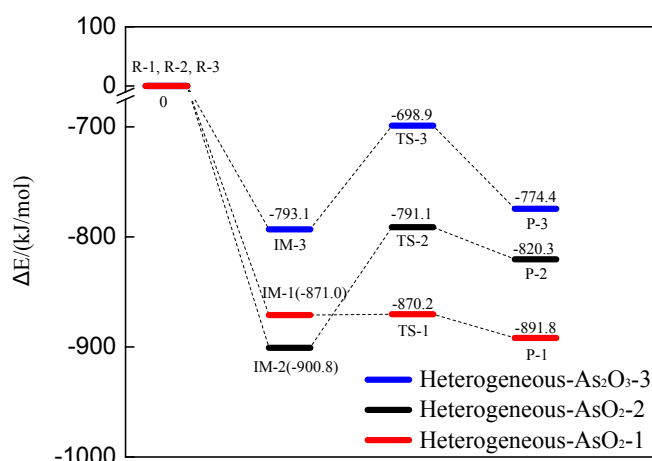 100
R-1, R-2, R-3
0
0
-698.9
-700
TS-3
-774.4
-793.1
-791.1
P-3
IM-3
TS-2
-800
-820.3
P-2
ΔE/(kJ/mol)
IM-1(-871.0)
-870.2
TS-1
-891.8
-900
IM-2(-900.8)
P-1
Heterogeneous-As₂O₃-3
Heterogeneous-AsO₂-2
Heterogeneous-AsO₂-1
-1000